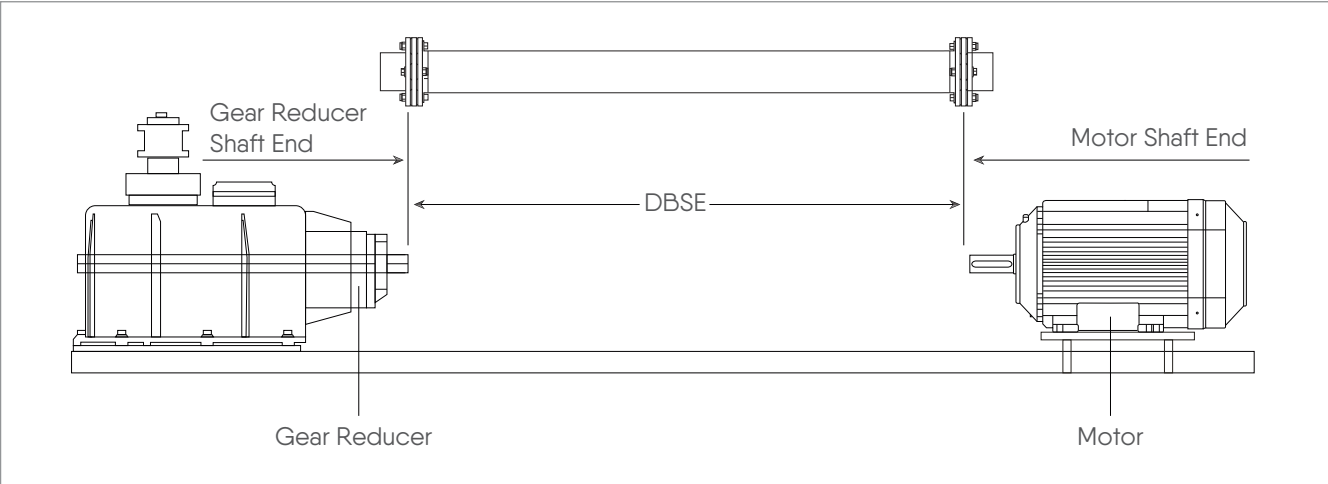 Gear Reducer
Shaft End
Motor Shaft End
DBSE
Gear Reducer
Motor